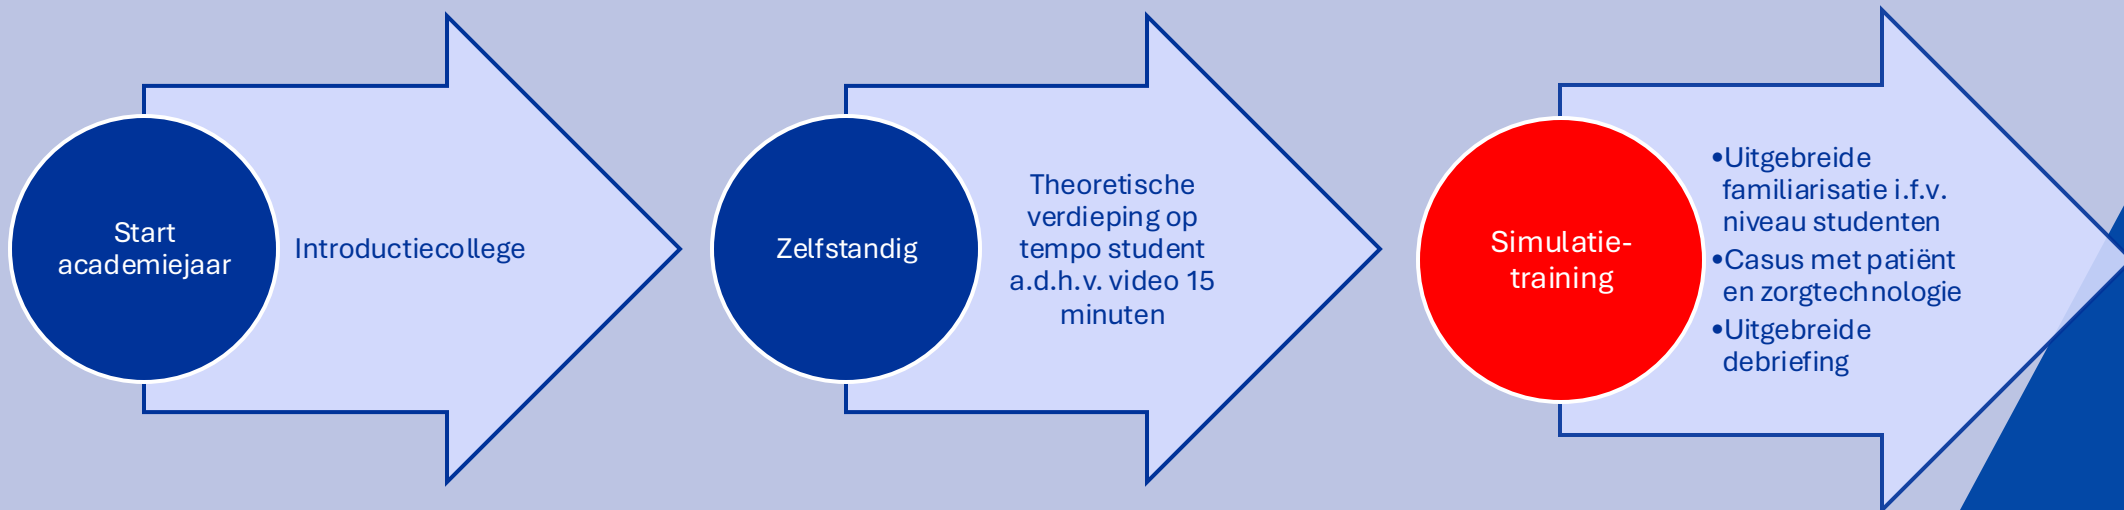 Start
academiejaar
Introductiecollege
Zelfstandig
Theoretische
verdieping op
tempo student
a.d.h.v. video 15
minuten
Simulatie-
training
•Uitgebreide
familiarisatie i.f.v.
niveau studenten
•Casus met patiënt
en zorgtechnologie
•Uitgebreide
debriefing